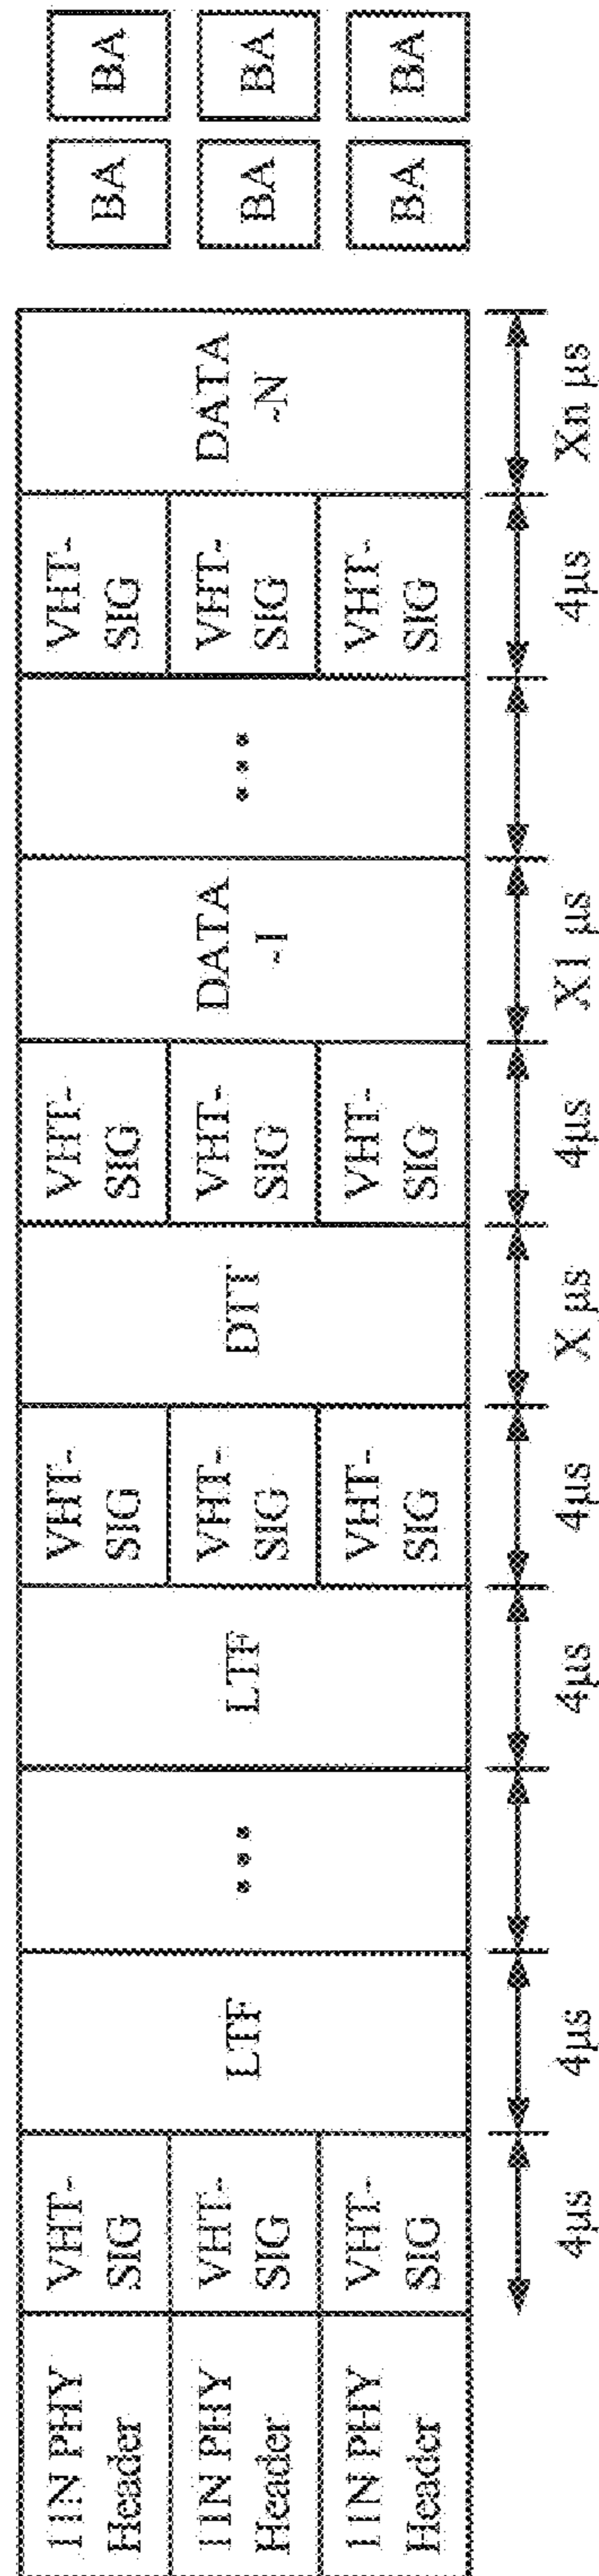 11N PHY
Header
11N PHY
Header
11N PHY
Header
VHT-
SIG
VHT-
SIG
VHT-
SIG
LTF
...
LTF
VHT-
SIG
VHT-
SIG
VHT-
SIG
DTT
VHT-
SIG
VHT-
SIG
VHT-
SIG
DATA
-1
...
VHT-
SIG
VHT-
SIG
VHT-
SIG
DATA
-N
BA
BA
BA
BA
BA
BA
4μs
4μs
4μs
4μs
X μs
4μs
X1 μs
4μs
Xn μs